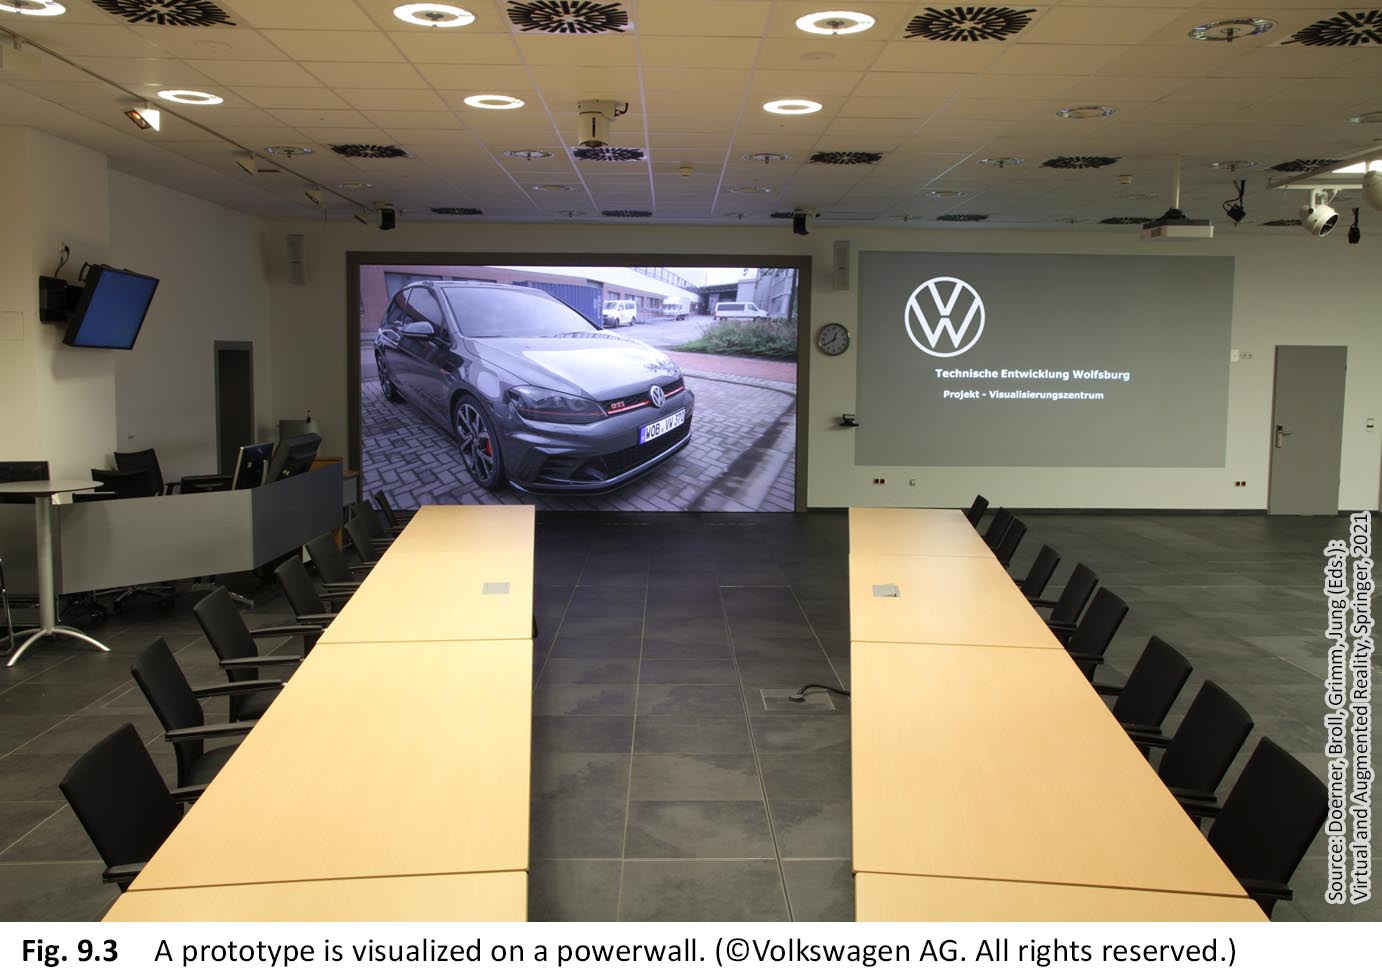 GTI
WOB·VW 372
Technische Entwicklung Wolfsburg
Projekt - Visualisierungszentrum
Source: Doerner, Broll, Grimm, Jung (Eds.):
Virtual and Augmented Reality, Springer, 2021
Fig. 9.3 A prototype is visualized on a powerwall. (©Volkswagen AG. All rights reserved.)